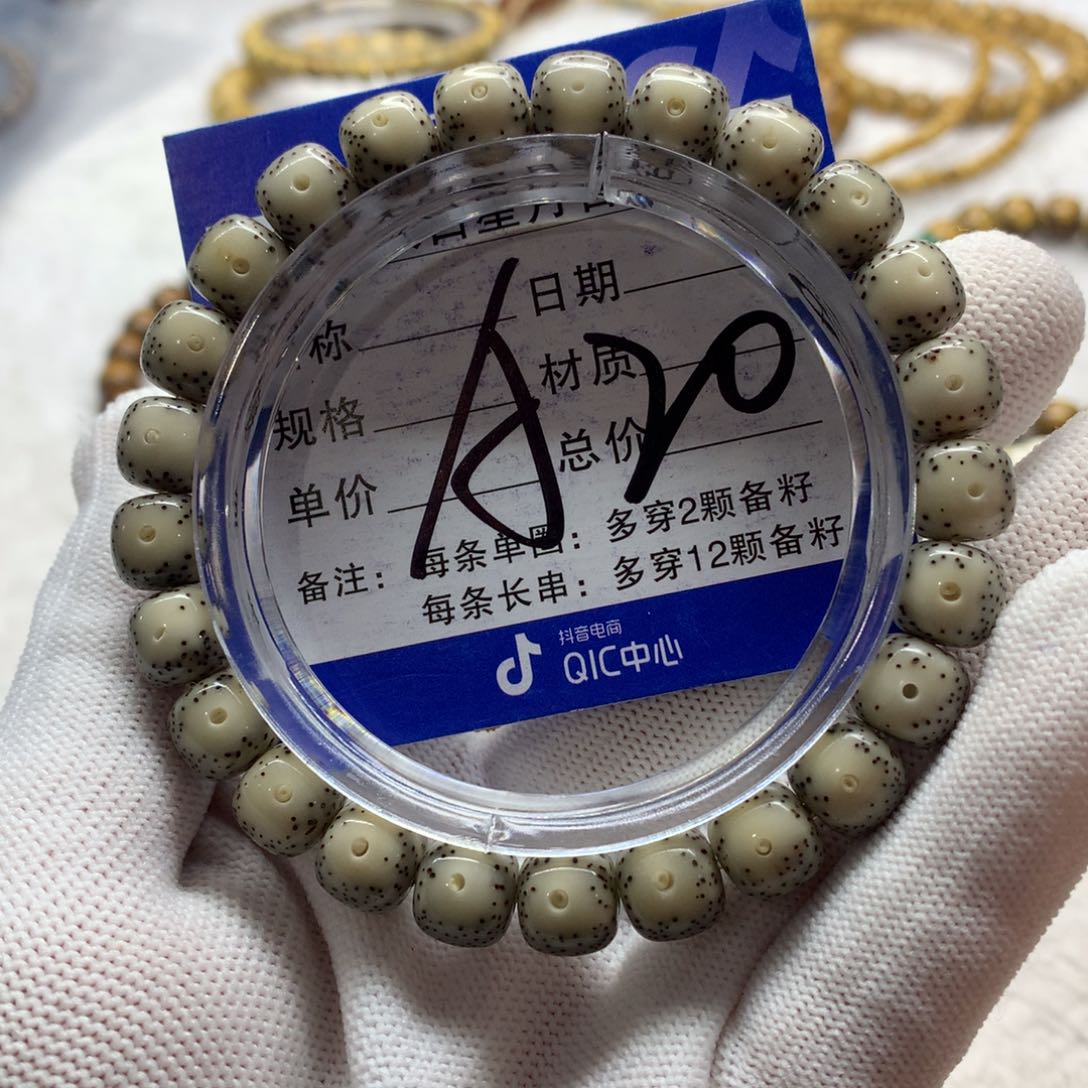 称 日期
规格 材质
单价 总价
A20
备注： 每条单圈：多穿2颗备籽
每条长串：多穿12颗备籽
抖音电商
QIC中心